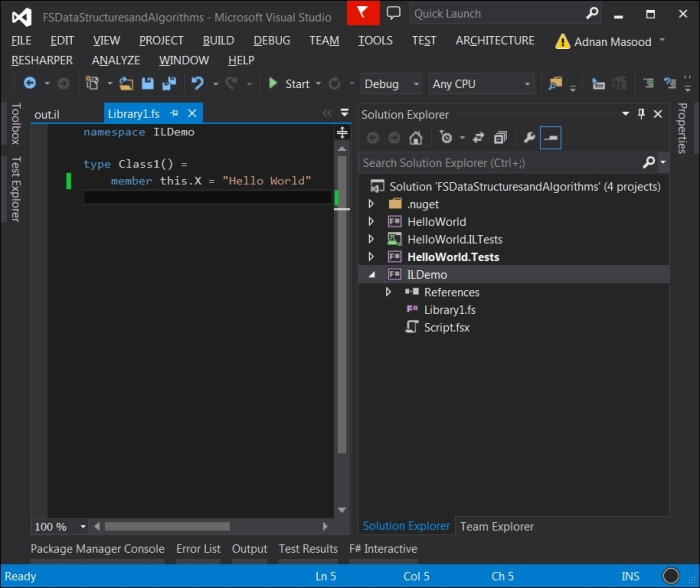 FSDataStructuresandAlgorithms - Microsoft Visual Studio
Quick Launch
FILE EDIT VIEW PROJECT BUILD DEBUG TEAM TOOLS TEST ARCHITECTURE Adnan Masood
RESHARPER ANALYZE WINDOW HELP
Start Debug Any CPU
Toolbox
Test Explorer
out.il Library1.fs
namespace ILDemo
type Class1() =
member this.X = "Hello World"
100 %
Solution Explorer
Search Solution Explorer (Ctrl+;)
Solution 'FSDataStructuresandAlgorithms' (4 projects)
.nuget
F# HelloWorld
HelloWorld.ILTests
F# HelloWorld.Tests
F# ILDemo
References
F# Library1.fs
Script.fsx
Solution Explorer Team Explorer
Properties
Package Manager Console Error List Output Test Results F# Interactive
Ready Ln 5 Col 5 Ch 5 INS